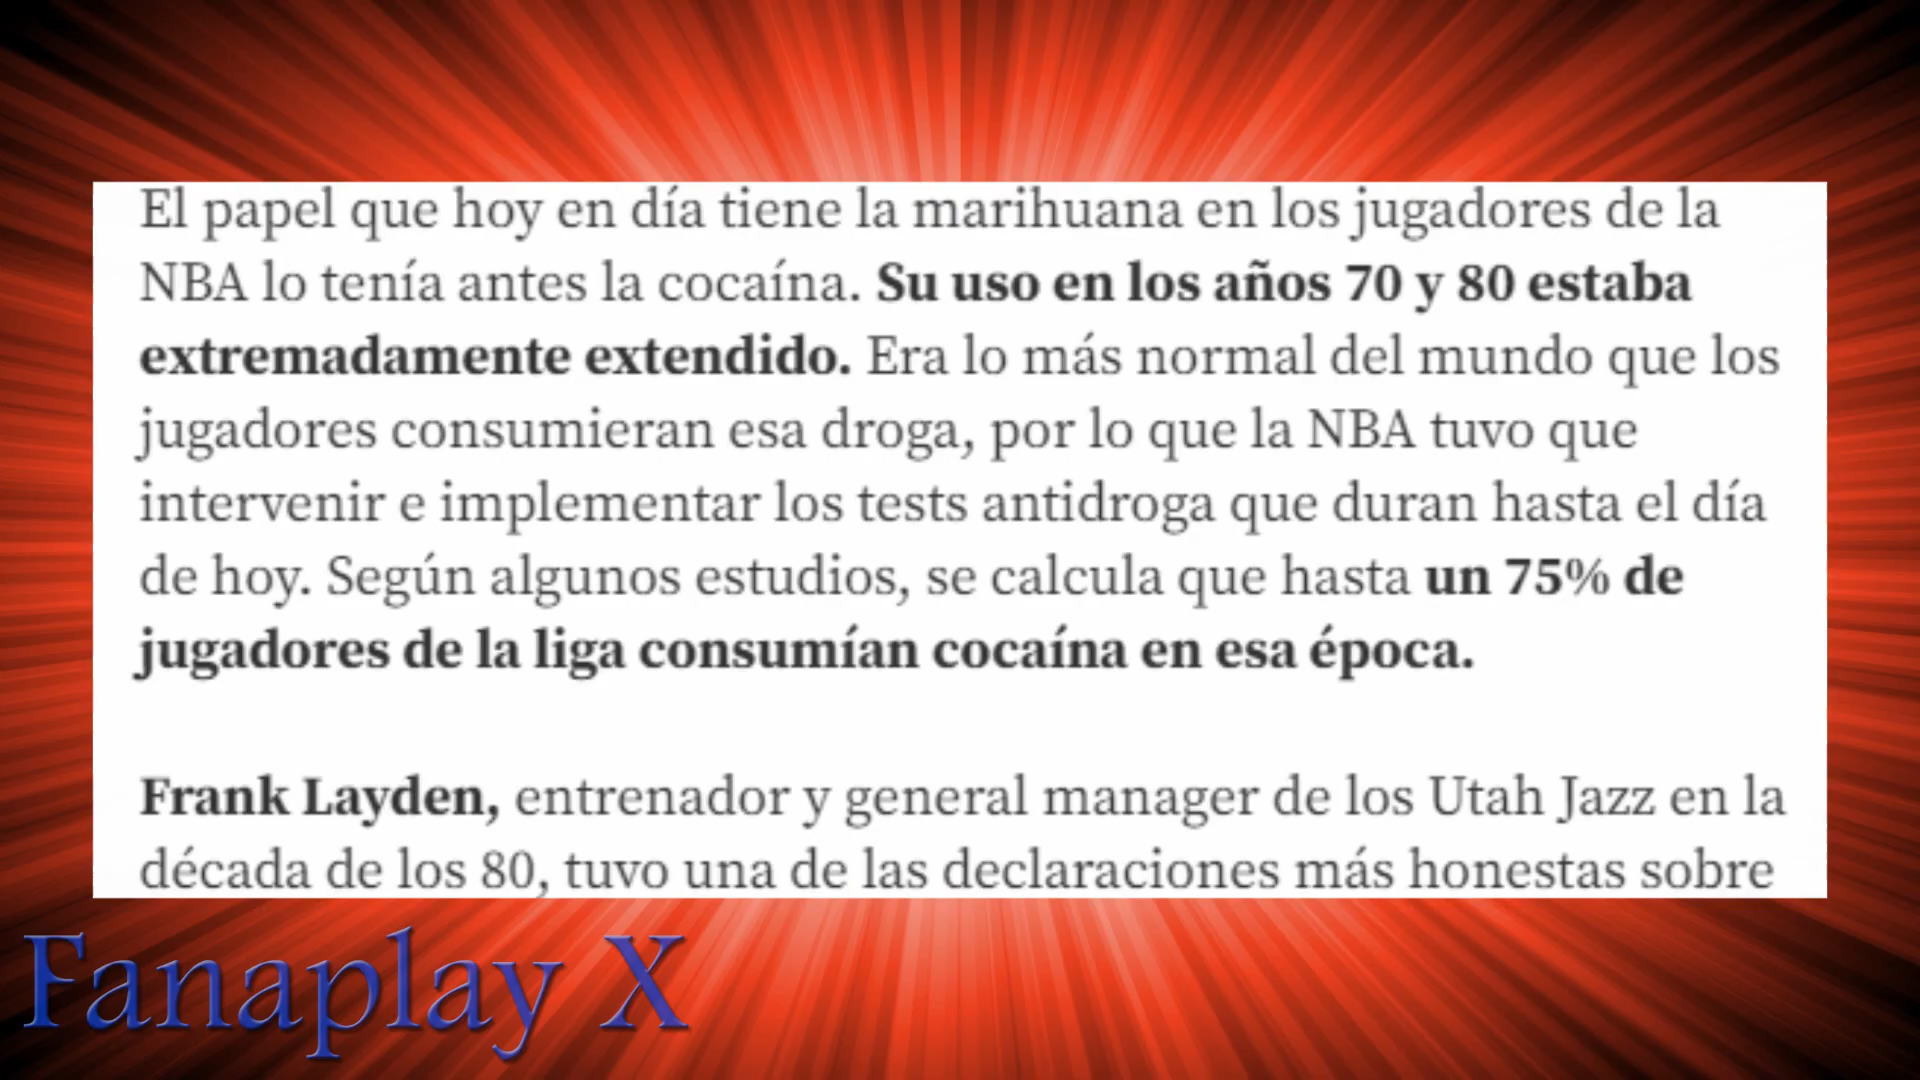 El papel que hoy en día tiene la marihuana en los jugadores de la
NBA lo tenía antes la cocaína. Su uso en los años 70 y 80 estaba
extremadamente extendido. Era lo más normal del mundo que los
jugadores consumieran esa droga, por lo que la NBA tuvo que
intervenir e implementar los tests antidroga que duran hasta el día
de hoy. Según algunos estudios, se calcula que hasta un 75% de
jugadores de la liga consumían cocaína en esa época.
Frank Layden, entrenador y general manager de los Utah Jazz en la
década de los 80, tuvo una de las declaraciones más honestas sobre
Fanaplay X